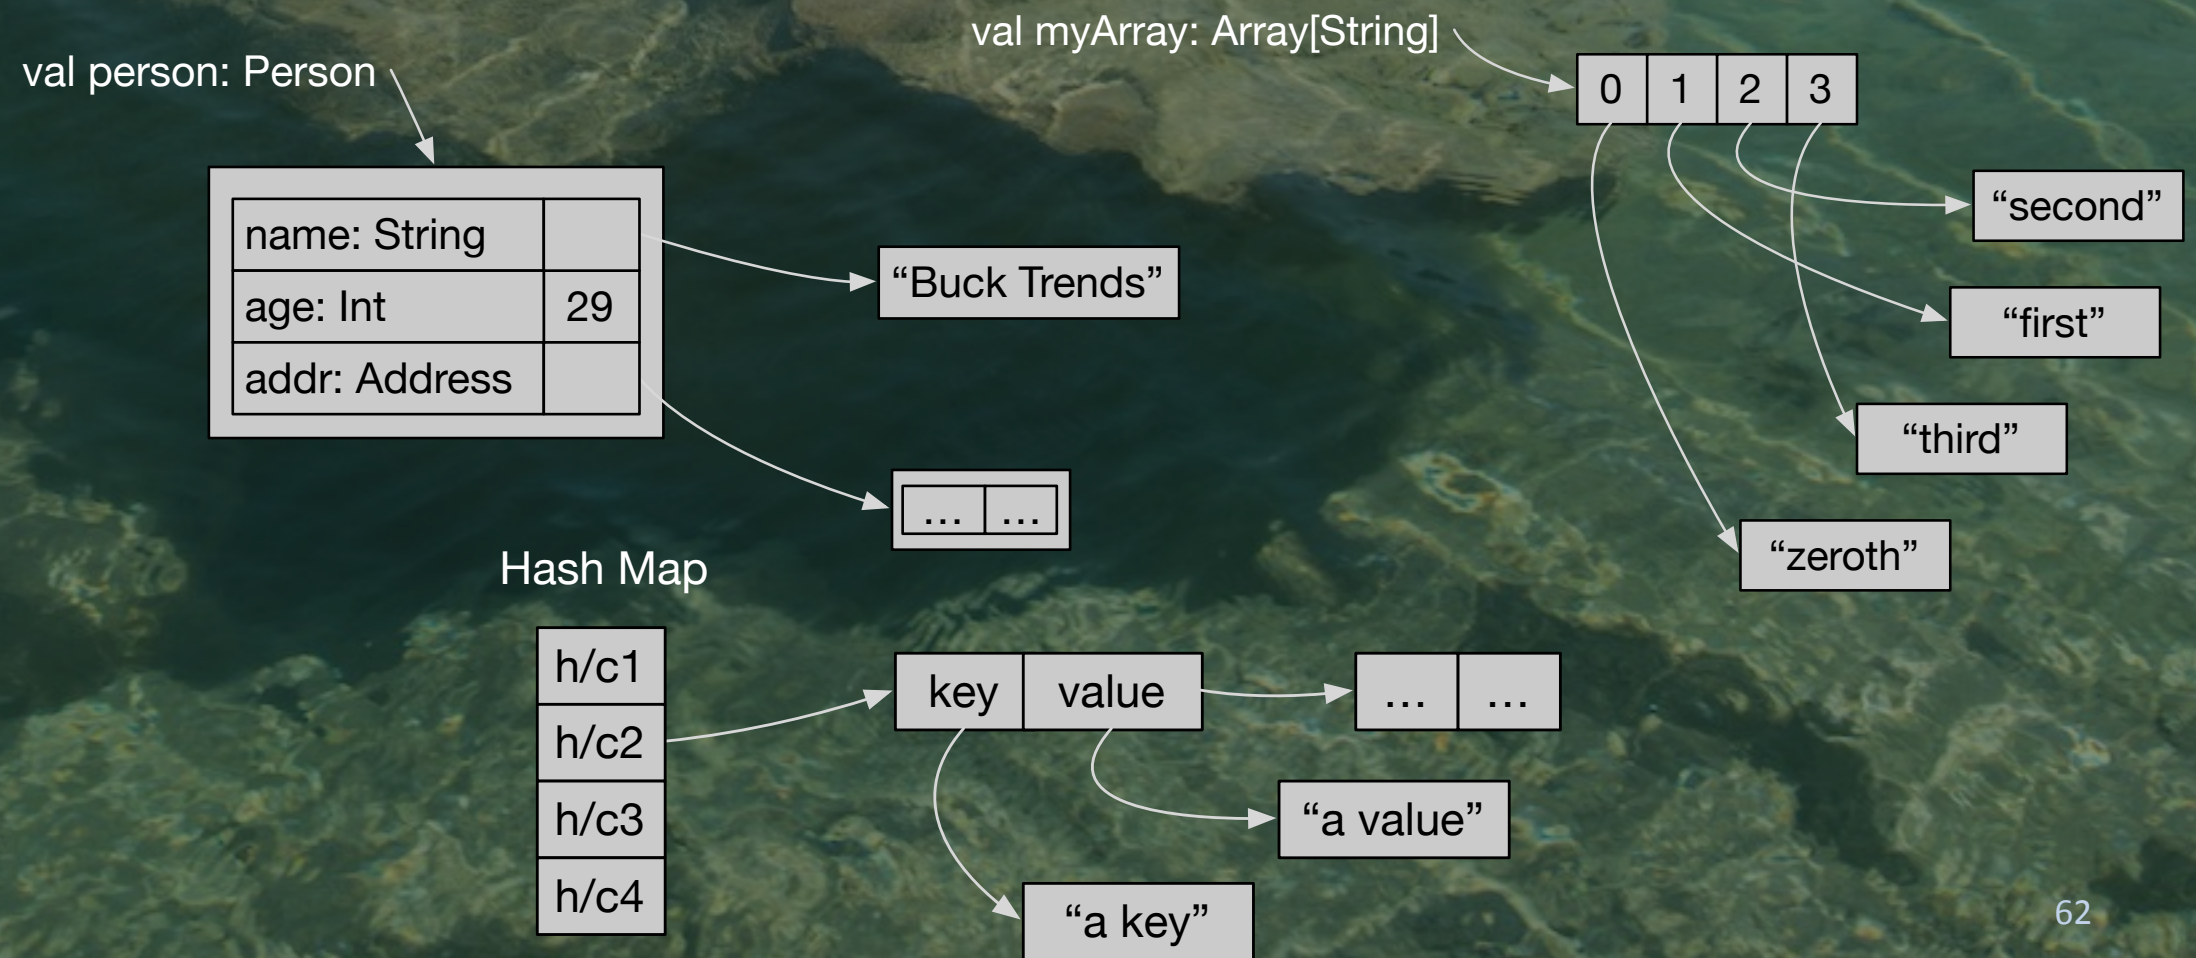 val myArray: Array[String]
val person: Person
0 1 2 3
name: String
age: Int 29
addr: Address
“Buck Trends”
... ...
“second”
“first”
“third”
“zeroth”
Hash Map
h/c1
h/c2
h/c3
h/c4
key value
... ...
“a value”
“a key”
62